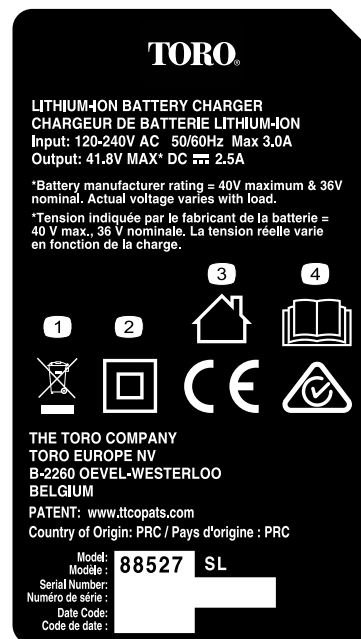 TORO®
LITHIUM-ION BATTERY CHARGER
CHARGEUR DE BATTERIE LITHIUM-ION
Input: 120-240V AC 50/60Hz Max 3.0A
Output: 41.8V MAX* DC ⎓ 2.5A
*Battery manufacturer rating = 40V maximum & 36V
nominal. Actual voltage varies with load.
*Tension indiquée par le fabricant de la batterie =
40 V max., 36 V nominale. La tension réelle varie
en fonction de la charge.
3 4
1 2
CE
THE TORO COMPANY
TORO EUROPE NV
B-2260 OEVEL-WESTERLOO
BELGIUM
PATENT: www.ttcopats.com
Country of Origin: PRC / Pays d'origine : PRC
Model: 88527 SL
Modèle :
Serial Number:
Numéro de série :
Date Code:
Code de date :